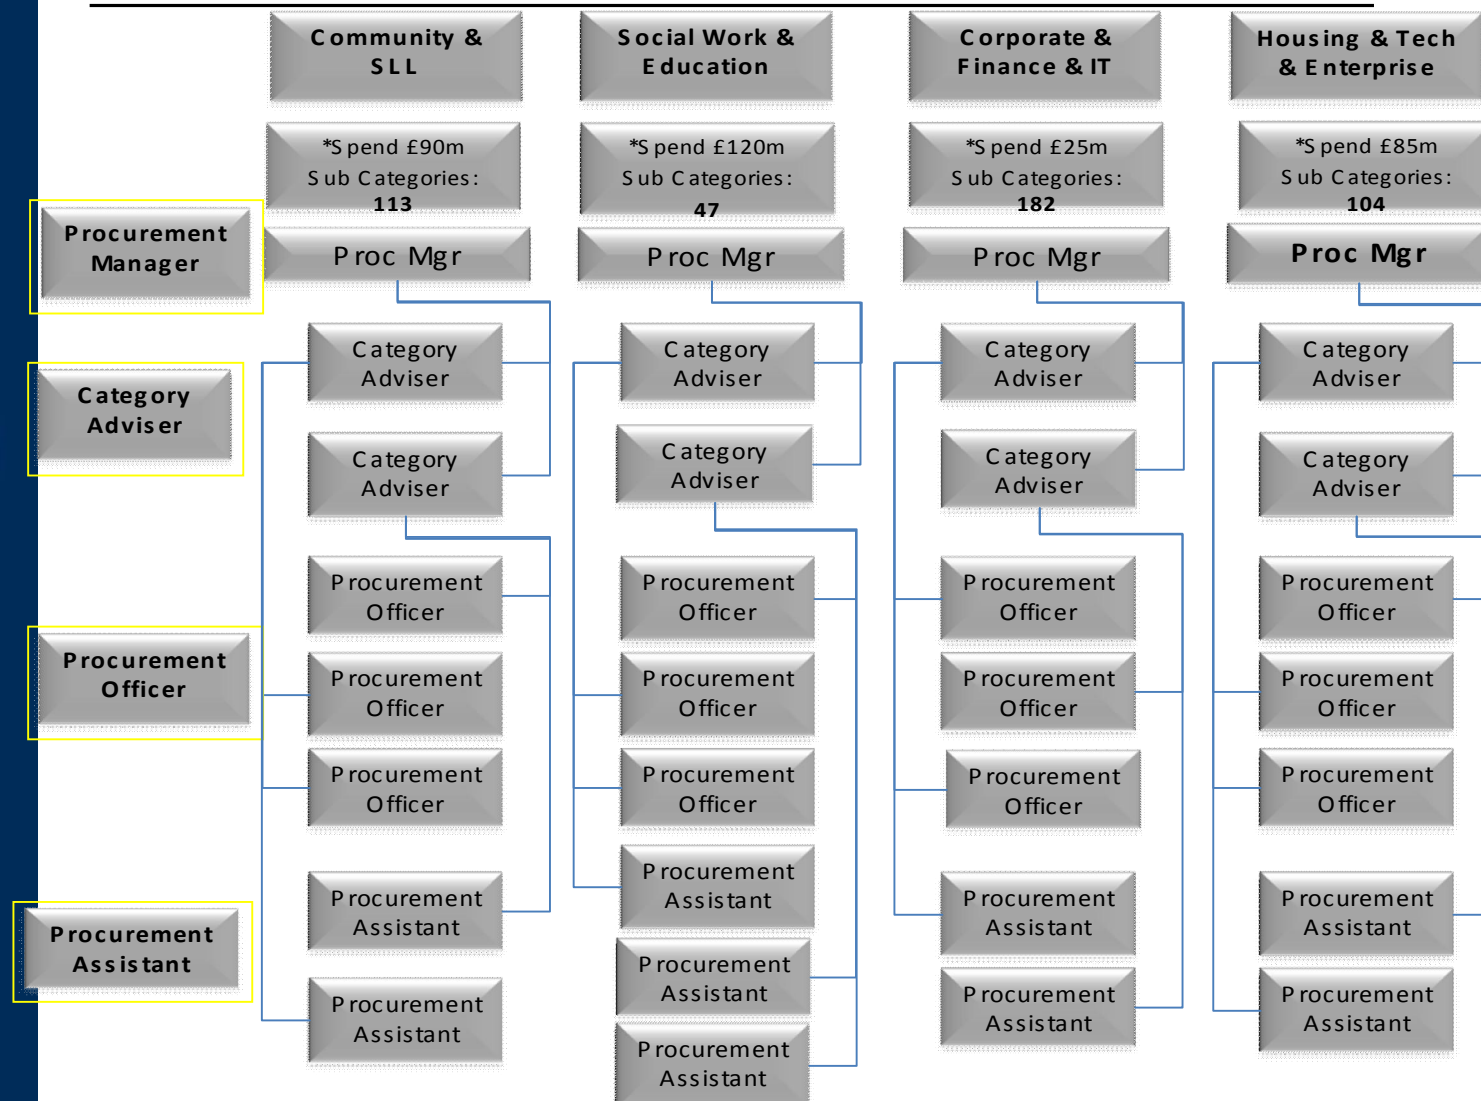 Community &
SLL
Social Work &
Education
Corporate &
Finance & IT
Housing & Tech
& Enterprise
*Spend £90m
Sub Categories:
113
*Spend £120m
Sub Categories:
47
*Spend £25m
Sub Categories:
182
*Spend £85m
Sub Categories:
104
Procurement
Manager
Proc Mgr
Proc Mgr
Proc Mgr
Proc Mgr
Category
Adviser
Category
Adviser
Category
Adviser
Category
Adviser
Category
Adviser
Category
Adviser
Category
Adviser
Category
Adviser
Category
Adviser
Procurement
Officer
Procurement
Officer
Procurement
Officer
Procurement
Officer
Procurement
Officer
Procurement
Officer
Procurement
Officer
Procurement
Officer
Procurement
Officer
Procurement
Officer
Procurement
Officer
Procurement
Officer
Procurement
Officer
Procurement
Assistant
Procurement
Assistant
Procurement
Assistant
Procurement
Assistant
Procurement
Assistant
Procurement
Assistant
Procurement
Assistant
Procurement
Assistant
Procurement
Assistant
Procurement
Assistant